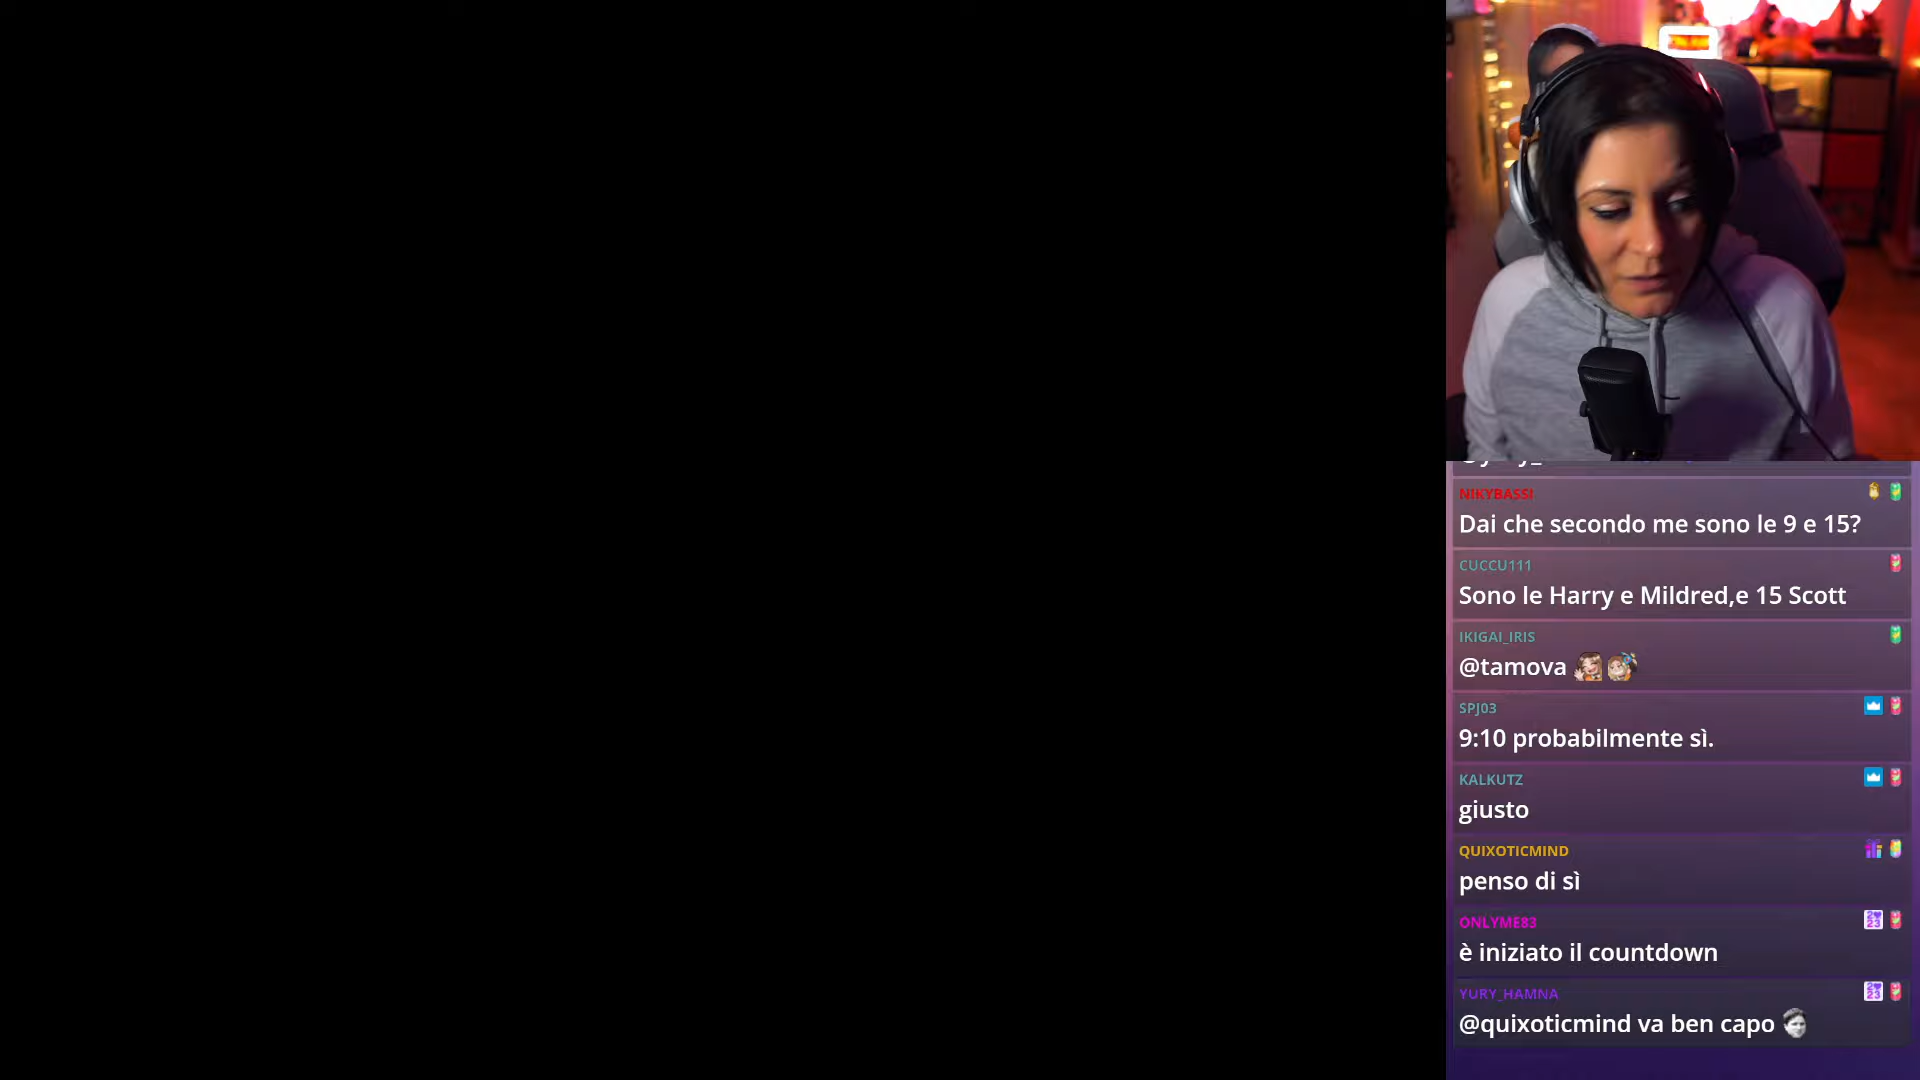 NIKYBASSI
Dai che secondo me sono le 9 e 15?
CUCCU111
Sono le Harry e Mildred,e 15 Scott
IKIGAI_IRIS
@tamova
SPJ03
9:10 probabilmente sì.
KALKUTZ
giusto
QUIXOTICMIND
penso di sì
ONLYME83
è iniziato il countdown
YURY_HAMNA
@quixoticmind va ben capo